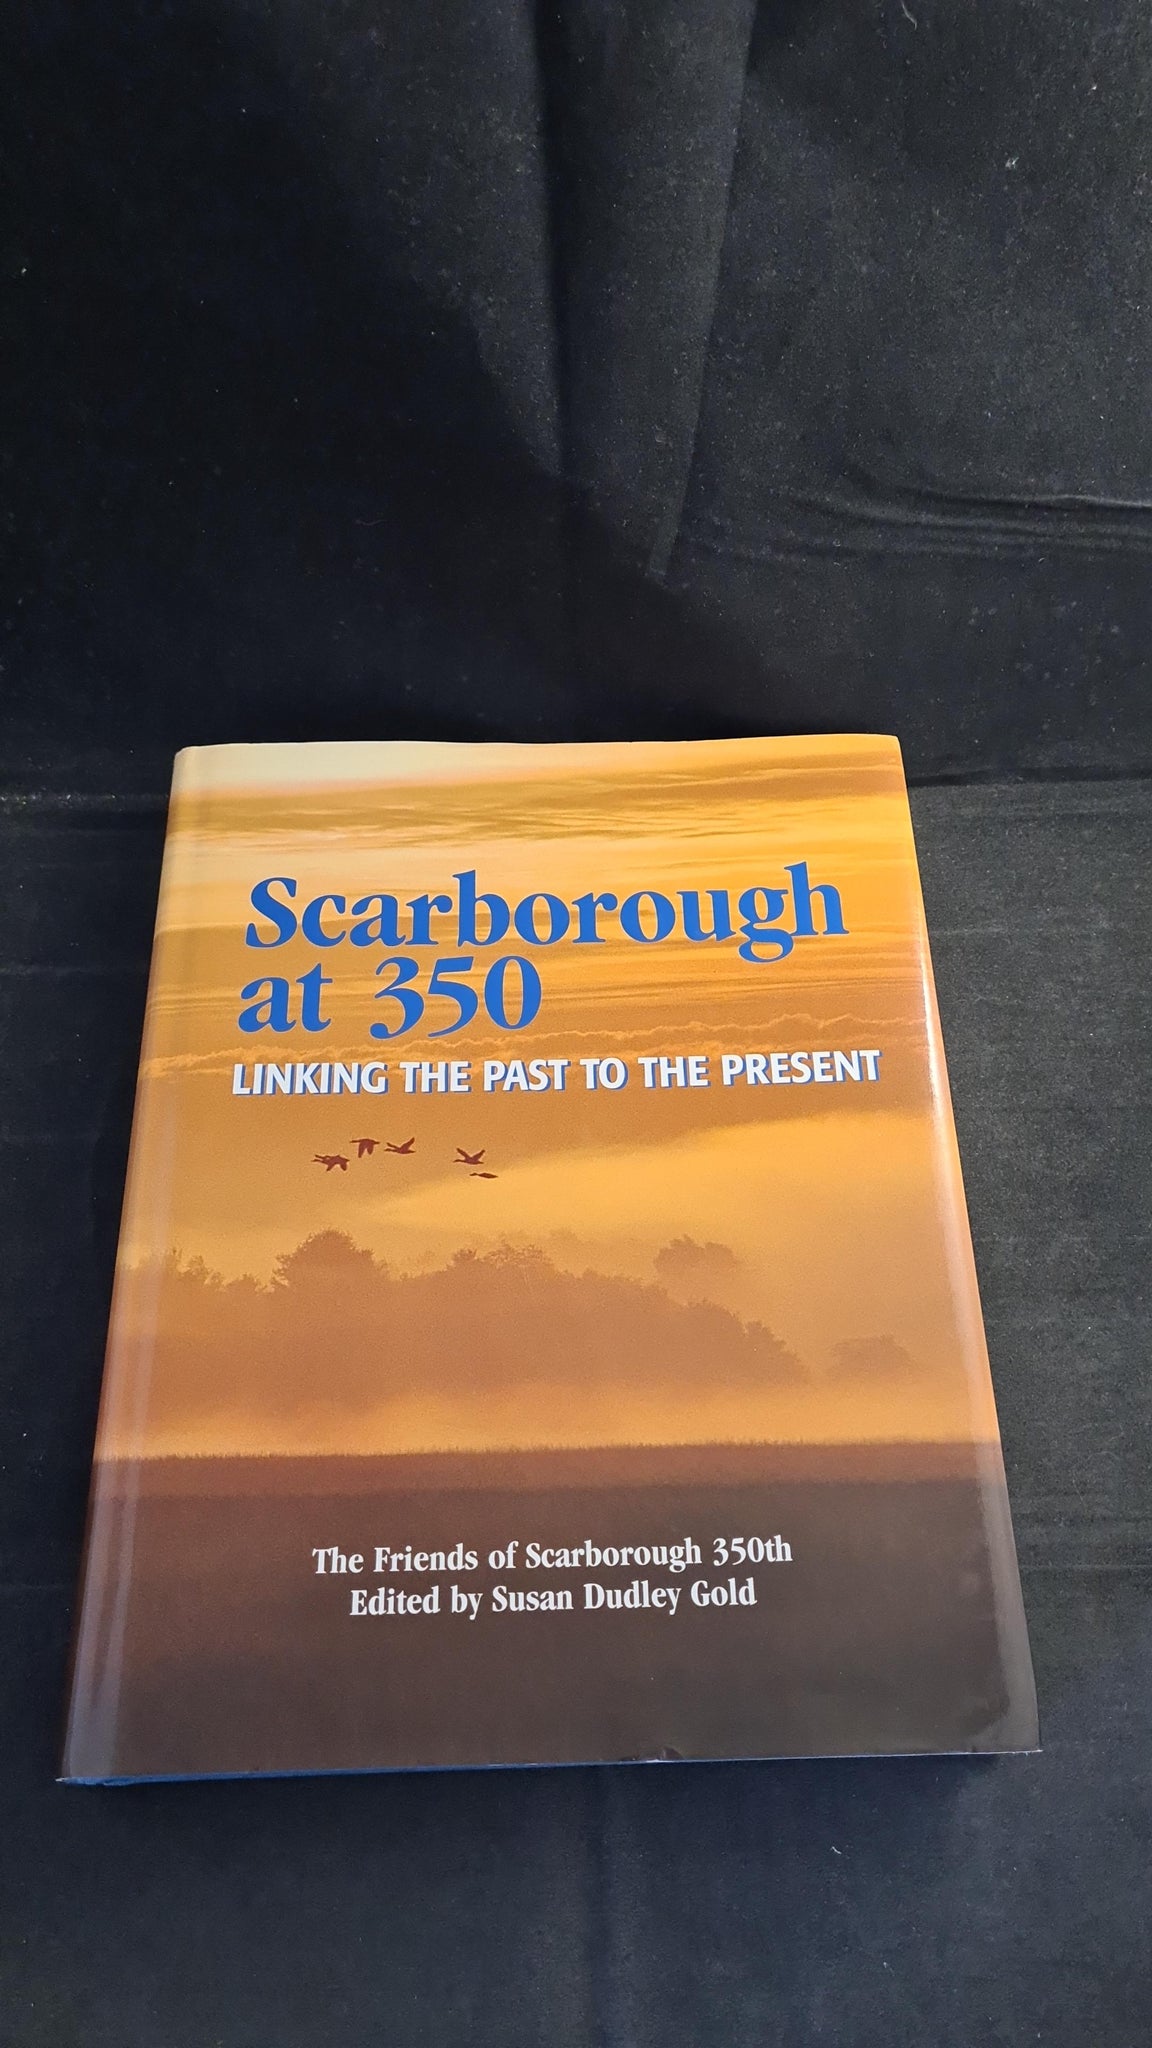 Scarborough
at 350
LINKING THE PAST TO THE PRESENT
The Friends of Scarborough 350th
Edited by Susan Dudley Gold